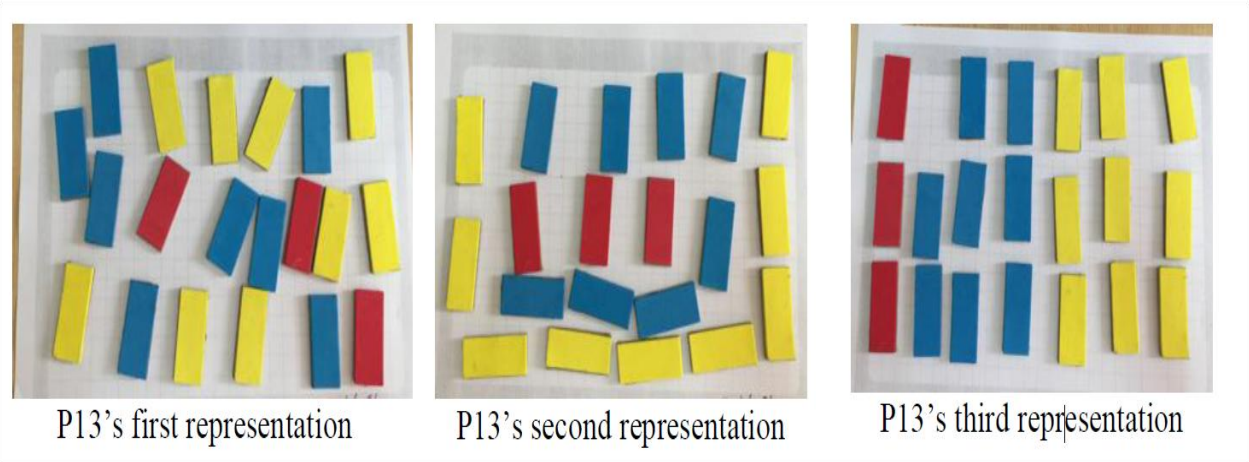 P13’s first representation
P13’s second representation
P13’s third representation